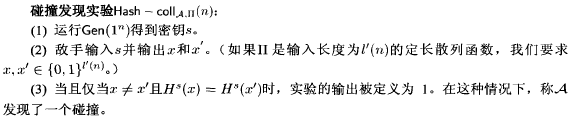 碰撞发现实验Hash－coll𝒜,Π(n):
(1) 运行Gen(1ⁿ)得到密钥s。
(2) 敌手输入s并输出x和x′。（如果Π是输入长度为l′(n)的定长散列函数，我们要求
x, x′ ∈ {0,1}^{l′(n)}。）
(3) 当且仅当x ≠ x′且Hˢ(x) = Hˢ(x′)时，实验的输出被定义为 1。在这种情况下，称𝒜
发现了一个碰撞。